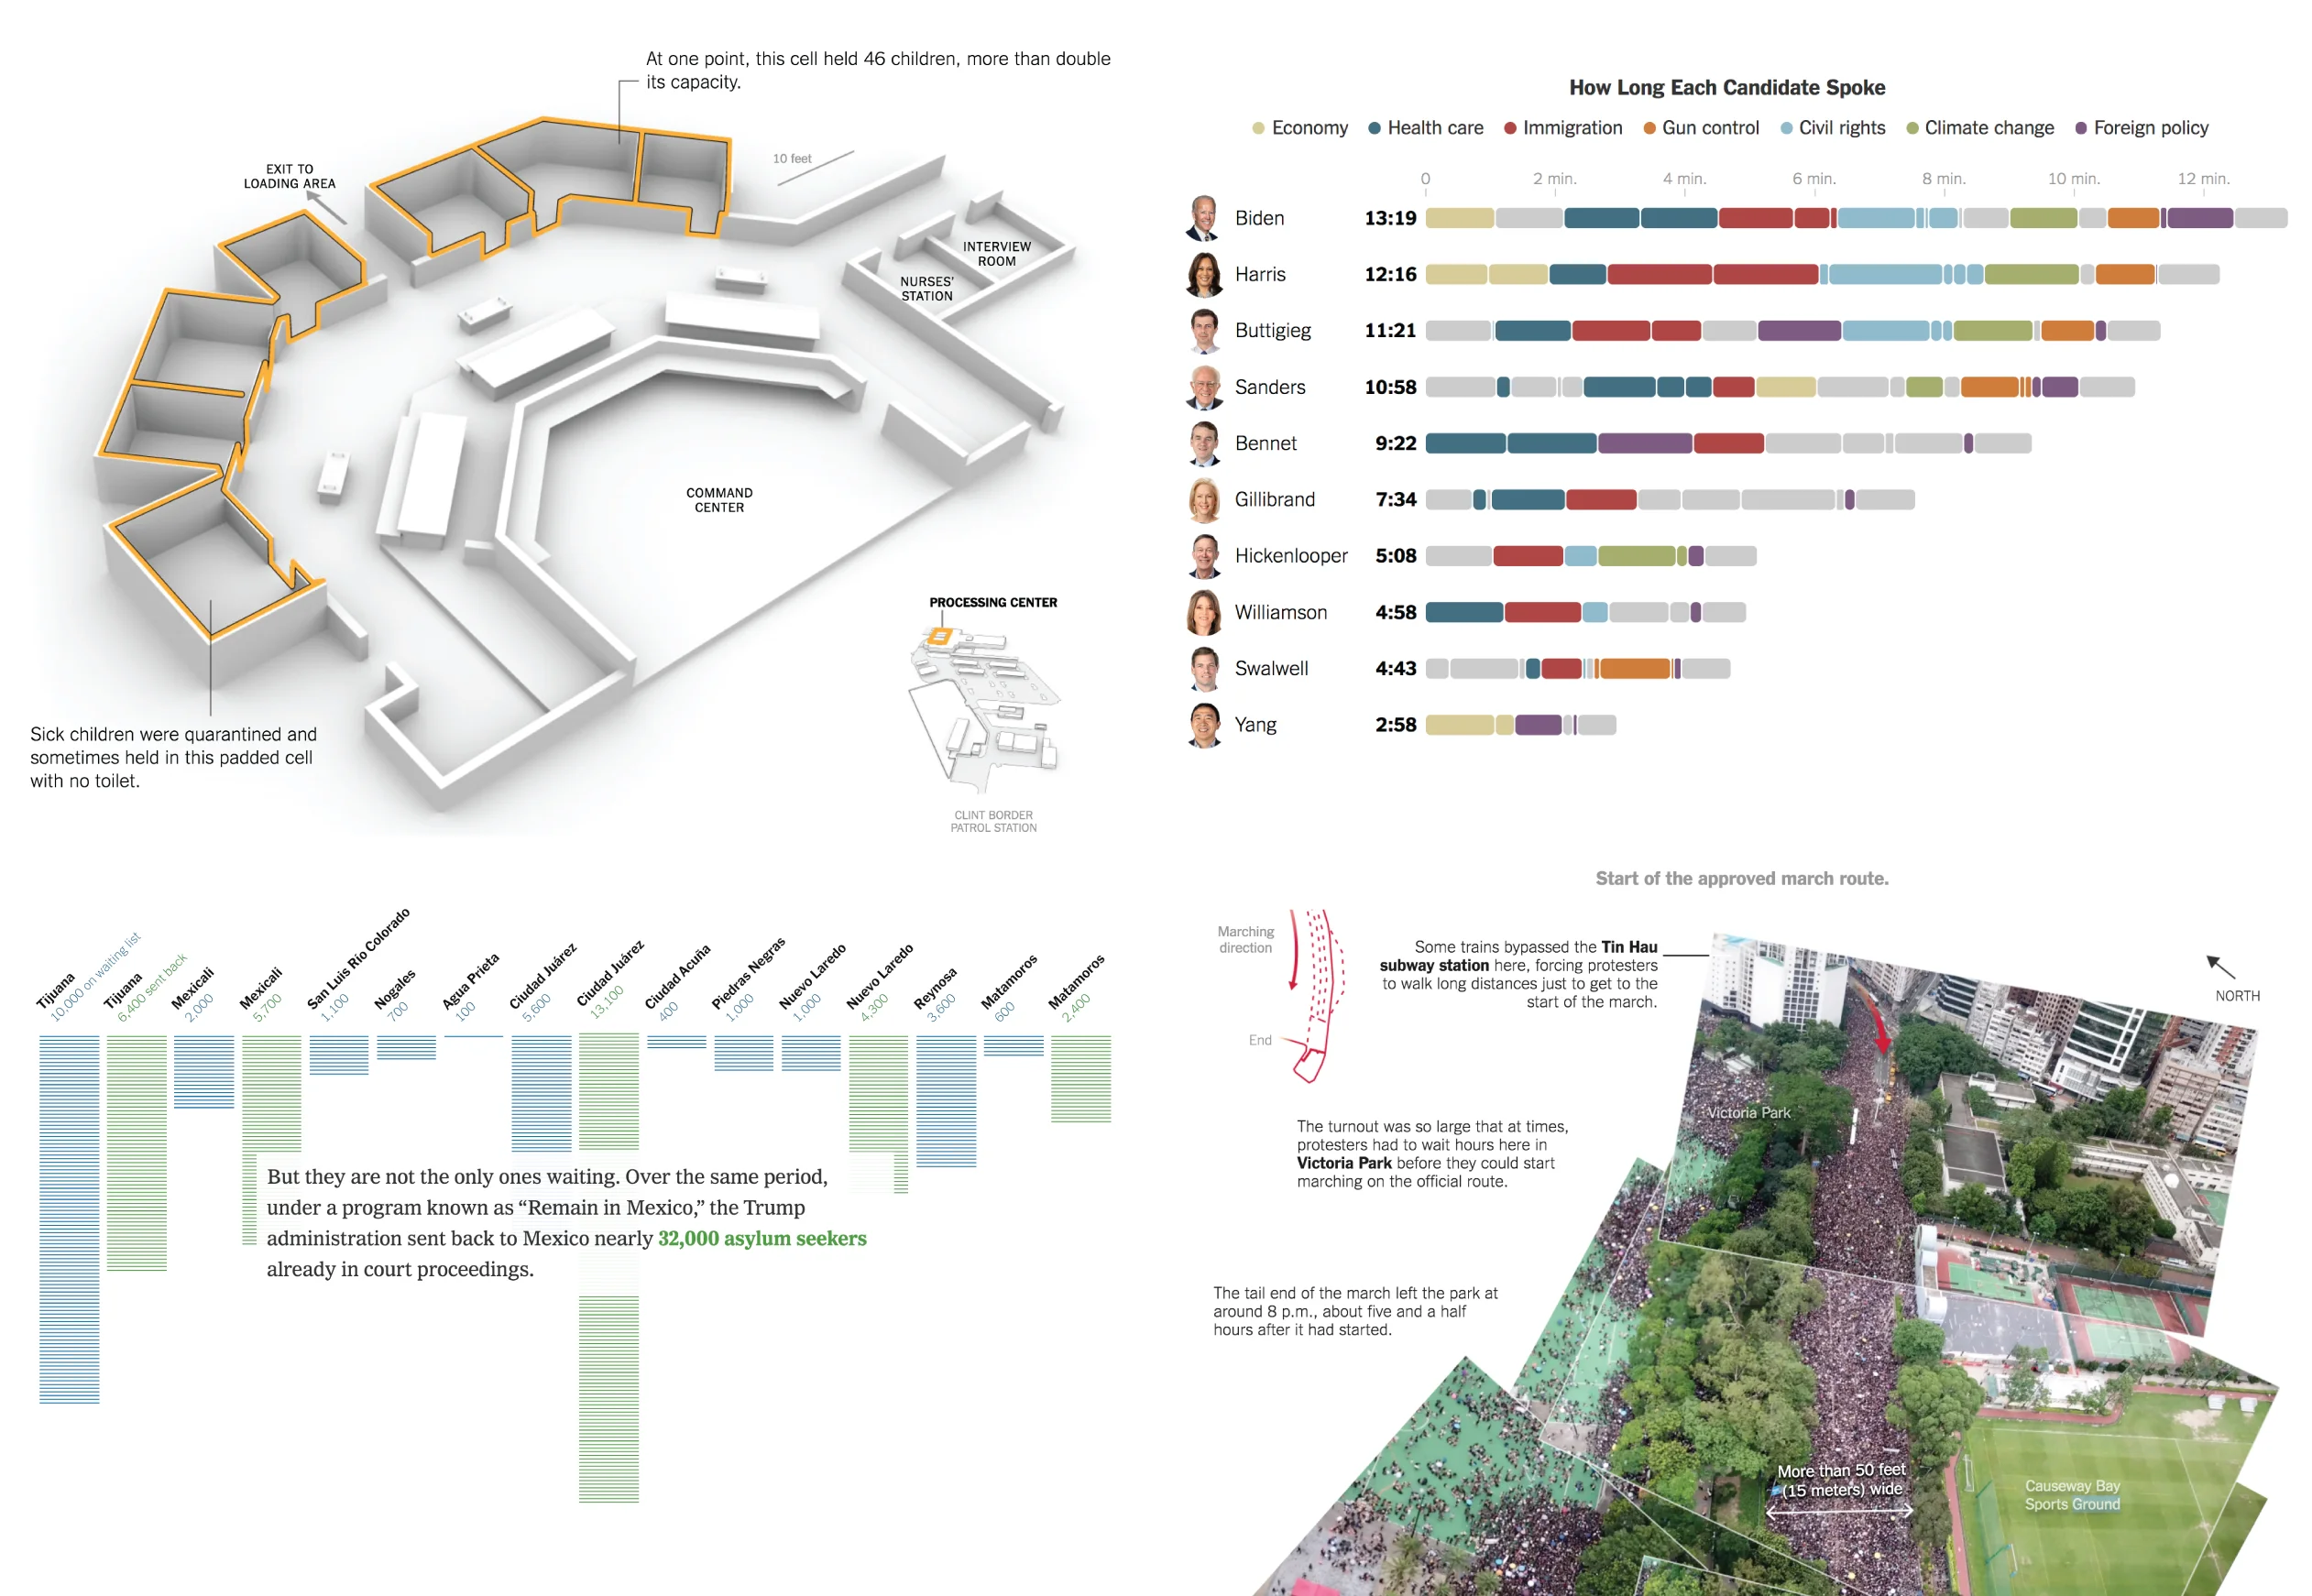 At one point, this cell held 46 children, more than double
its capacity.
EXIT TO
LOADING AREA
10 feet
INTERVIEW
ROOM
NURSES’
STATION
COMMAND
CENTER
PROCESSING CENTER
CLINT BORDER
PATROL STATION
Sick children were quarantined and
sometimes held in this padded cell
with no toilet.
How Long Each Candidate Spoke
Economy Health care Immigration Gun control Civil rights Climate change Foreign policy
0 2 min. 4 min. 6 min. 8 min. 10 min. 12 min.
Biden 13:19
Harris 12:16
Buttigieg 11:21
Sanders 10:58
Bennet 9:22
Gillibrand 7:34
Hickenlooper 5:08
Williamson 4:58
Swalwell 4:43
Yang 2:58
Tijuana
10,000 on waiting list
Tijuana
6,400 sent back
Mexicali
2,000
Mexicali
5,700
San Luis Río Colorado
1,100
Nogales
700
Agua Prieta
100
Ciudad Juárez
5,600
Ciudad Juárez
13,100
Ciudad Acuña
400
Piedras Negras
1,000
Nuevo Laredo
1,000
Nuevo Laredo
4,300
Reynosa
3,600
Matamoros
600
Matamoros
2,400
But they are not the only ones waiting. Over the same period,
under a program known as “Remain in Mexico,” the Trump
administration sent back to Mexico nearly 32,000 asylum seekers
already in court proceedings.
Start of the approved march route.
Marching
direction
End
Some trains bypassed the Tin Hau
subway station here, forcing protesters
to walk long distances just to get to the
start of the march.
NORTH
Victoria Park
The turnout was so large that at times,
protesters had to wait hours here in
Victoria Park before they could start
marching on the official route.
The tail end of the march left the park at
around 8 p.m., about five and a half
hours after it had started.
More than 50 feet
(15 meters) wide
Causeway Bay
Sports Ground